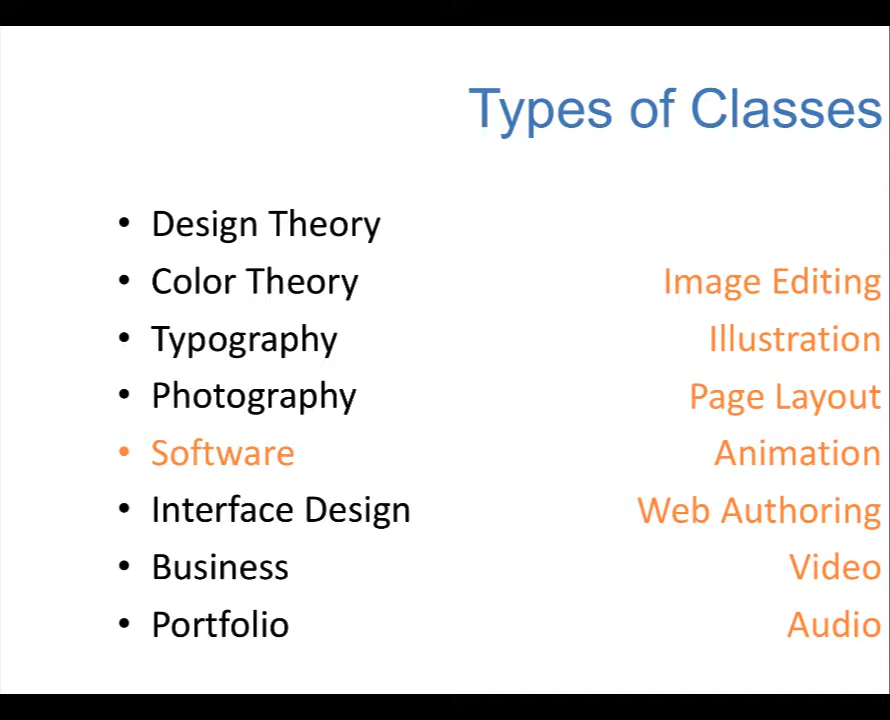 Types of Classes
• Design Theory
• Color Theory
• Typography
• Photography
• Software
• Interface Design
• Business
• Portfolio
Image Editing
Illustration
Page Layout
Animation
Web Authoring
Video
Audio